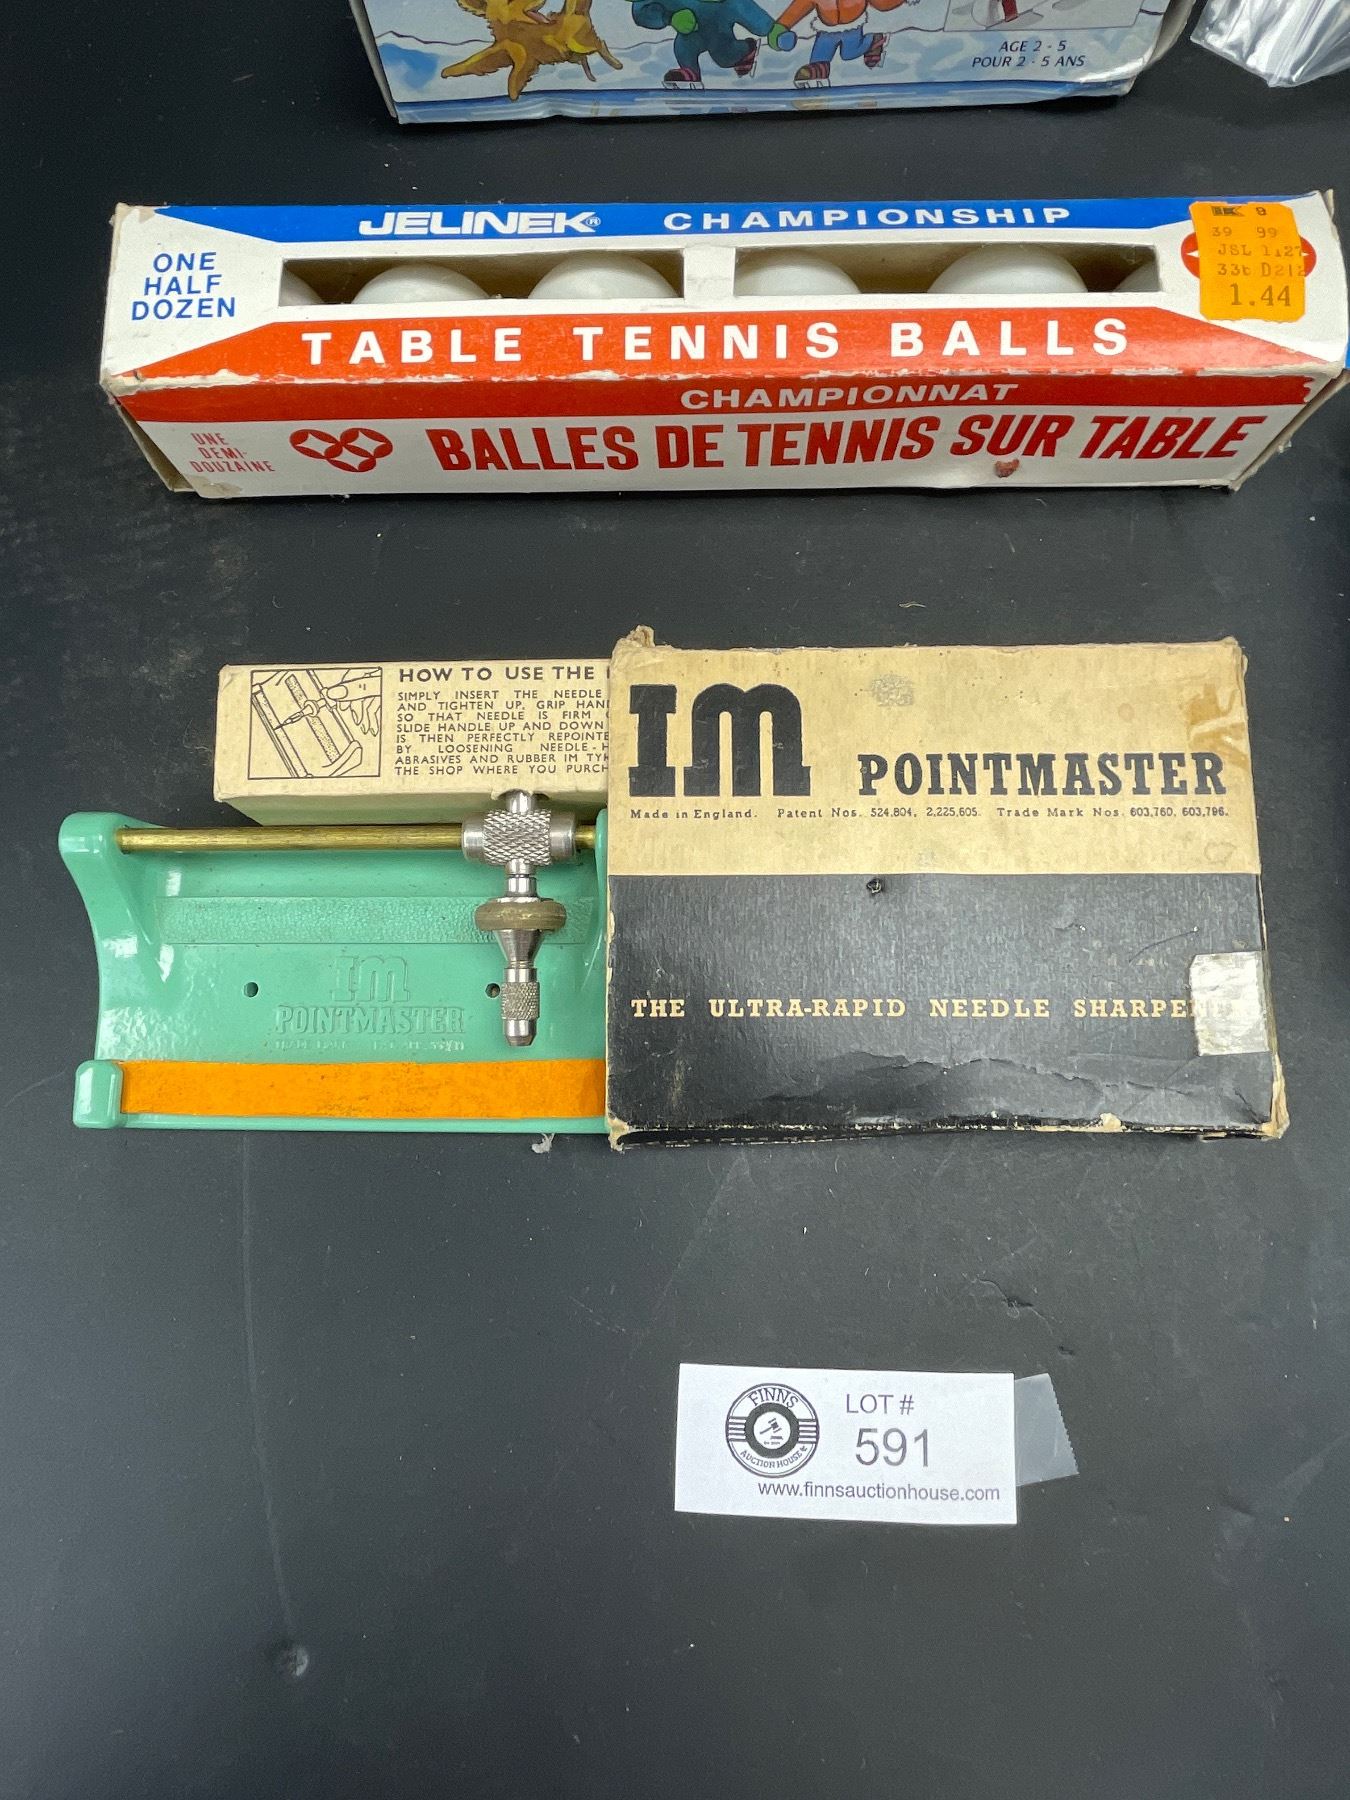 AGE 2 - 5
POUR 2 - 5 ANS
JELINEK® CHAMPIONSHIP
ONE
HALF
DOZEN
TABLE TENNIS BALLS
K 9
39 99
JSL
1.44
CHAMPIONNAT
UNE
DEMI-
DOUZAINE
BALLES DE TENNIS SUR TABLE
HOW TO USE THE
SIMPLY INSERT THE NEEDLE
AND TIGHTEN UP. GRIP
SO THAT NEEDLE IS FIRM
SLIDE HANDLE UP AND DOWN
IS THEN PERFECTLY
BY LOOSENING NEEDLE-
ABRASIVES AND RUBBER IM
THE SHOP WHERE YOU
IM POINTMASTER
Made in England. Patent Nos. 524,804, 2,225,605. Trade Mark Nos. 603,760, 603,796.
THE ULTRA-RAPID NEEDLE
IM
POINTMASTER
FINNS
AUCTION HOUSE
LOT #
591
www.finnsauctionhouse.com